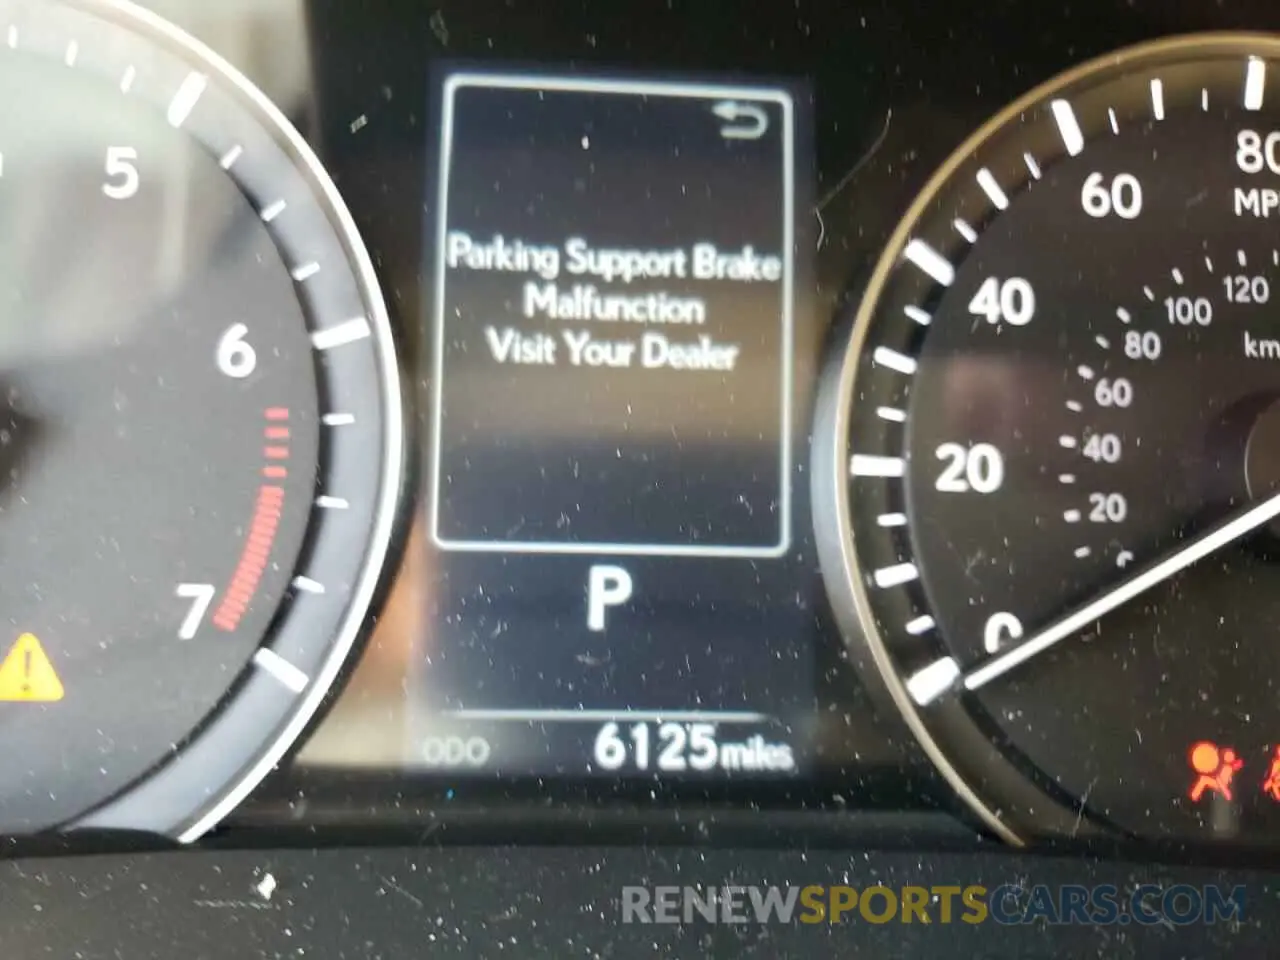 5
6
7
Parking Support Brake
Malfunction
Visit Your Dealer
P
ODO 6125 miles
80
MP
60
40
20
0
120
100
80
km
60
40
20
RENEWSPORTSCARS.COM